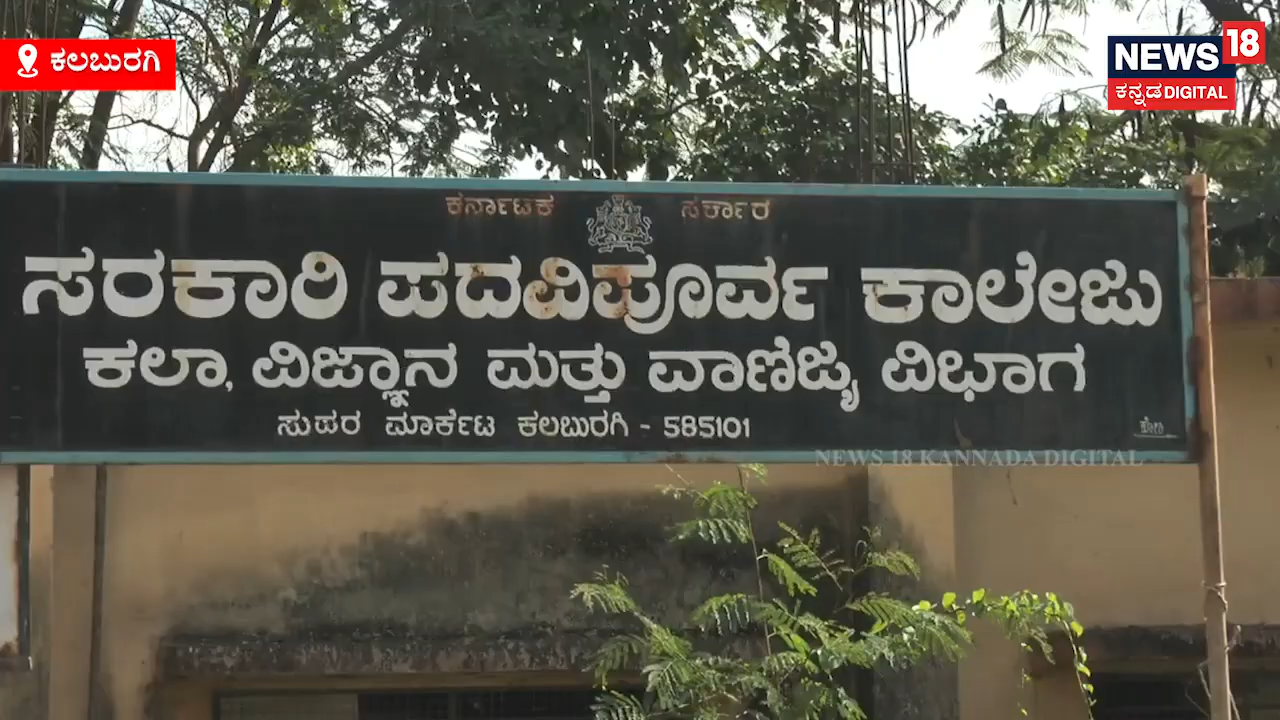 ಕಲಬುರಗಿ
NEWS 18
ಕನ್ನಡ DIGITAL
ಕರ್ನಾಟಕ ಸರ್ಕಾರ
ಸರಕಾರಿ ಪದವಿಪೂರ್ವ ಕಾಲೇಜು
ಕಲಾ, ವಿಜ್ಞಾನ ಮತ್ತು ವಾಣಿಜ್ಯ ವಿಭಾಗ
ಸುಪರ ಮಾರ್ಕೆಟ ಕಲಬುರಗಿ - 585101
NEWS 18 KANNADA DIGITAL